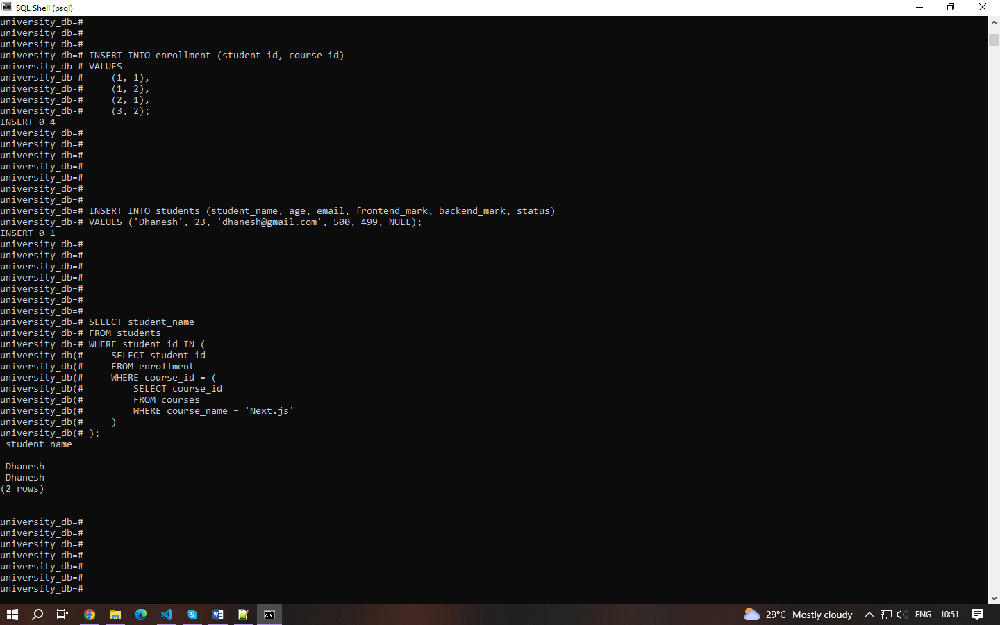 SQL Shell (psql)
university_db=#
university_db=#
university_db=#
university_db=# INSERT INTO enrollment (student_id, course_id)
university_db-# VALUES
university_db-#     (1, 1),
university_db-#     (1, 2),
university_db-#     (2, 1),
university_db-#     (3, 2);
INSERT 0 4
university_db=#
university_db=#
university_db=#
university_db=#
university_db=#
university_db=#
university_db=#
university_db=# INSERT INTO students (student_name, age, email, frontend_mark, backend_mark, status)
university_db-# VALUES ('Dhanesh', 23, 'dhanesh@gmail.com', 500, 499, NULL);
INSERT 0 1
university_db=#
university_db=#
university_db=#
university_db=#
university_db=#
university_db=#
university_db=#
university_db=# SELECT student_name
university_db-# FROM students
university_db-# WHERE student_id IN (
university_db(#     SELECT student_id
university_db(#     FROM enrollment
university_db(#     WHERE course_id = (
university_db(#         SELECT course_id
university_db(#         FROM courses
university_db(#         WHERE course_name = 'Next.js'
university_db(#     )
university_db(# );
 student_name
--------------
 Dhanesh
 Dhanesh
(2 rows)
university_db=#
university_db=#
university_db=#
university_db=#
university_db=#
university_db=#
university_db=#
29°C Mostly cloudy ENG 10:51